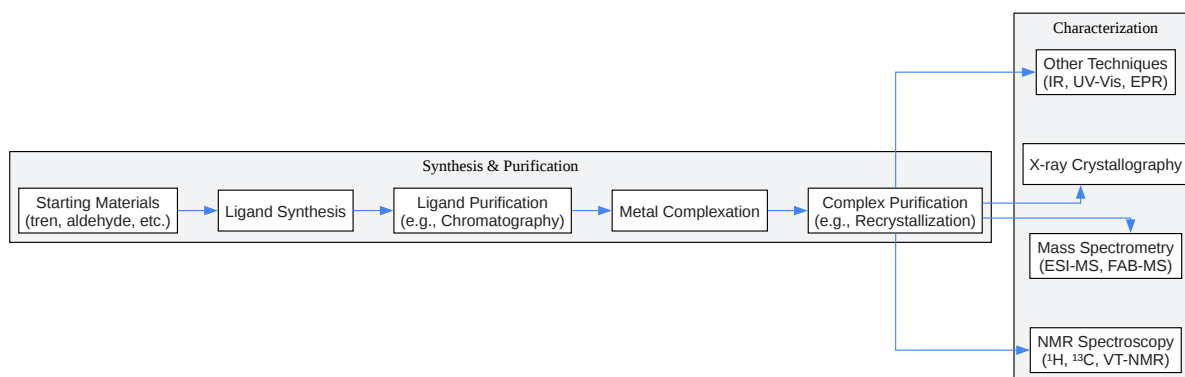 Synthesis & Purification
Starting Materials
(tren, aldehyde, etc.)
Ligand Synthesis
Ligand Purification
(e.g., Chromatography)
Metal Complexation
Complex Purification
(e.g., Recrystallization)
Characterization
Other Techniques
(IR, UV-Vis, EPR)
X-ray Crystallography
Mass Spectrometry
(ESI-MS, FAB-MS)
NMR Spectroscopy
(¹H, ¹³C, VT-NMR)